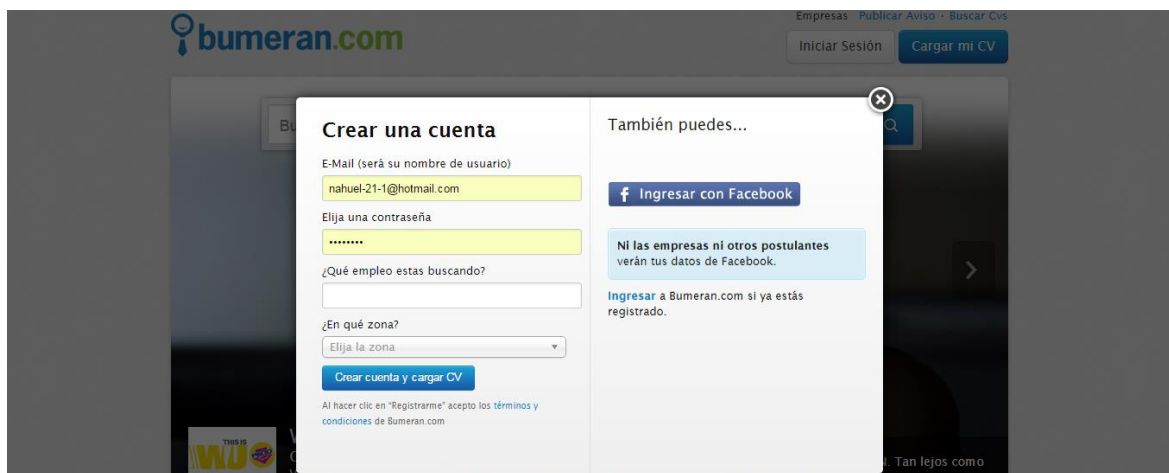 Empresas Publicar Aviso - Buscar Cvs
bumeran.com
Iniciar Sesión
Cargar mi CV
Bu
Crear una cuenta
E-Mail (será su nombre de usuario)
nahuel-21-1@hotmail.com
Elija una contraseña
••••••••
¿Qué empleo estas buscando?
¿En qué zona?
Elija la zona
Crear cuenta y cargar CV
Al hacer clic en "Registrarme" acepto los términos y
condiciones de Bumeran.com
También puedes...
f Ingresar con Facebook
Ni las empresas ni otros postulantes
verán tus datos de Facebook.
Ingresar a Bumeran.com si ya estás
registrado.
THIS IS
WU
. Tan lejos como